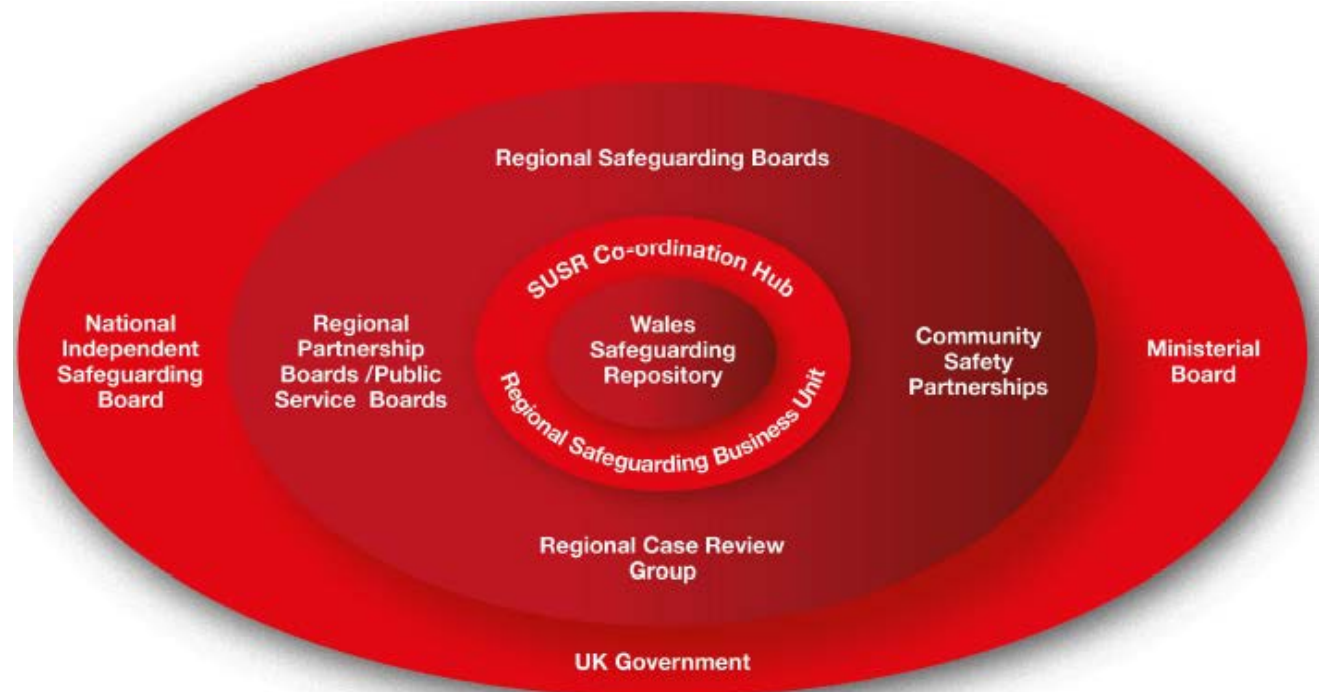 Regional Safeguarding Boards
SUSR Co-ordination Hub
National
Independent
Safeguarding
Board
Regional
Partnership
Boards /Public
Service Boards
Wales
Safeguarding
Repository
Community
Safety
Partnerships
Ministerial
Board
Regional Safeguarding Business Unit
Regional Case Review
Group
UK Government